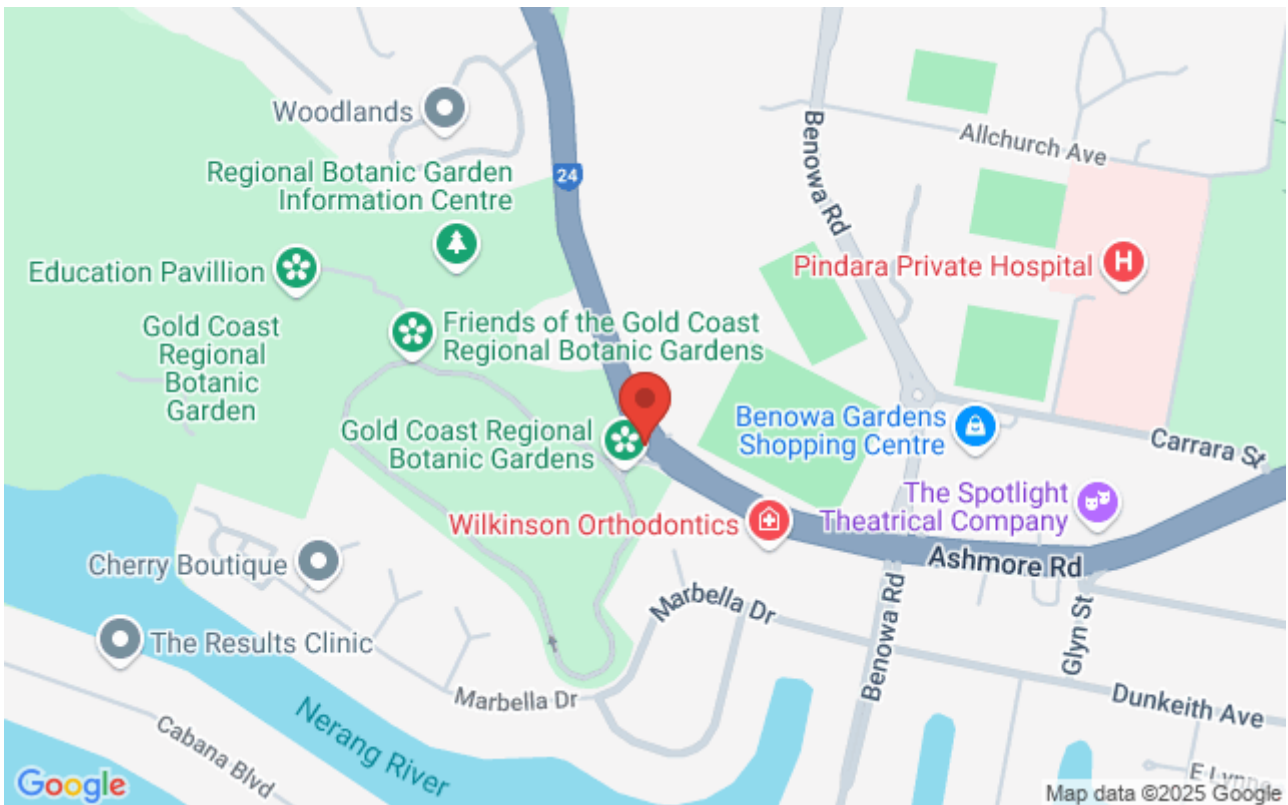 Woodlands
Regional Botanic Garden
Information Centre
24
Benowa Rd
Allchurch Ave
Education Pavillion
Pindara Private Hospital
H
Gold Coast
Regional
Botanic
Garden
Friends of the Gold Coast
Regional Botanic Gardens
Gold Coast Regional
Botanic Gardens
Benowa Gardens
Shopping Centre
Carrara St
The Spotlight
Theatrical Company
Wilkinson Orthodontics
Ashmore Rd
Cherry Boutique
Marbella Dr
Benowa Rd
Glyn St
The Results Clinic
Marbella Dr
Dunkeith Ave
Nerang River
Cabana Blvd
E Lynne
Google
Map data ©2025 Google